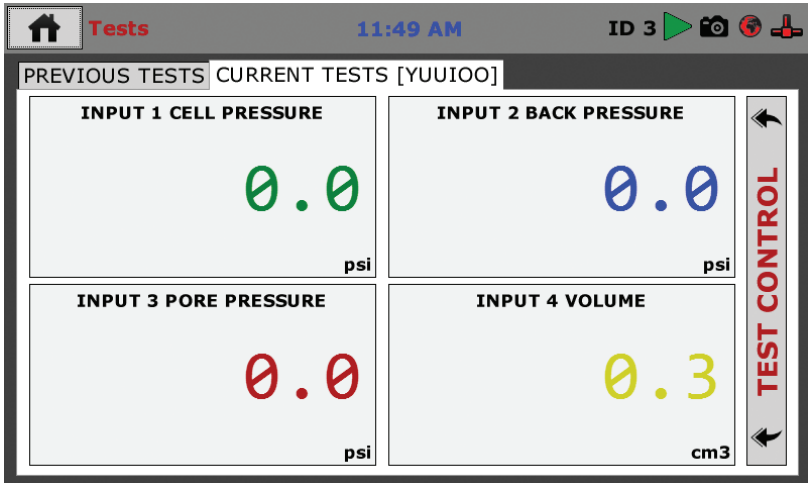 Tests 11:49 AM ID 3
PREVIOUS TESTS CURRENT TESTS [YUUIOO]
INPUT 1 CELL PRESSURE
0.0
psi
INPUT 2 BACK PRESSURE
0.0
psi
INPUT 3 PORE PRESSURE
0.0
psi
INPUT 4 VOLUME
0.3
cm3
TEST CONTROL